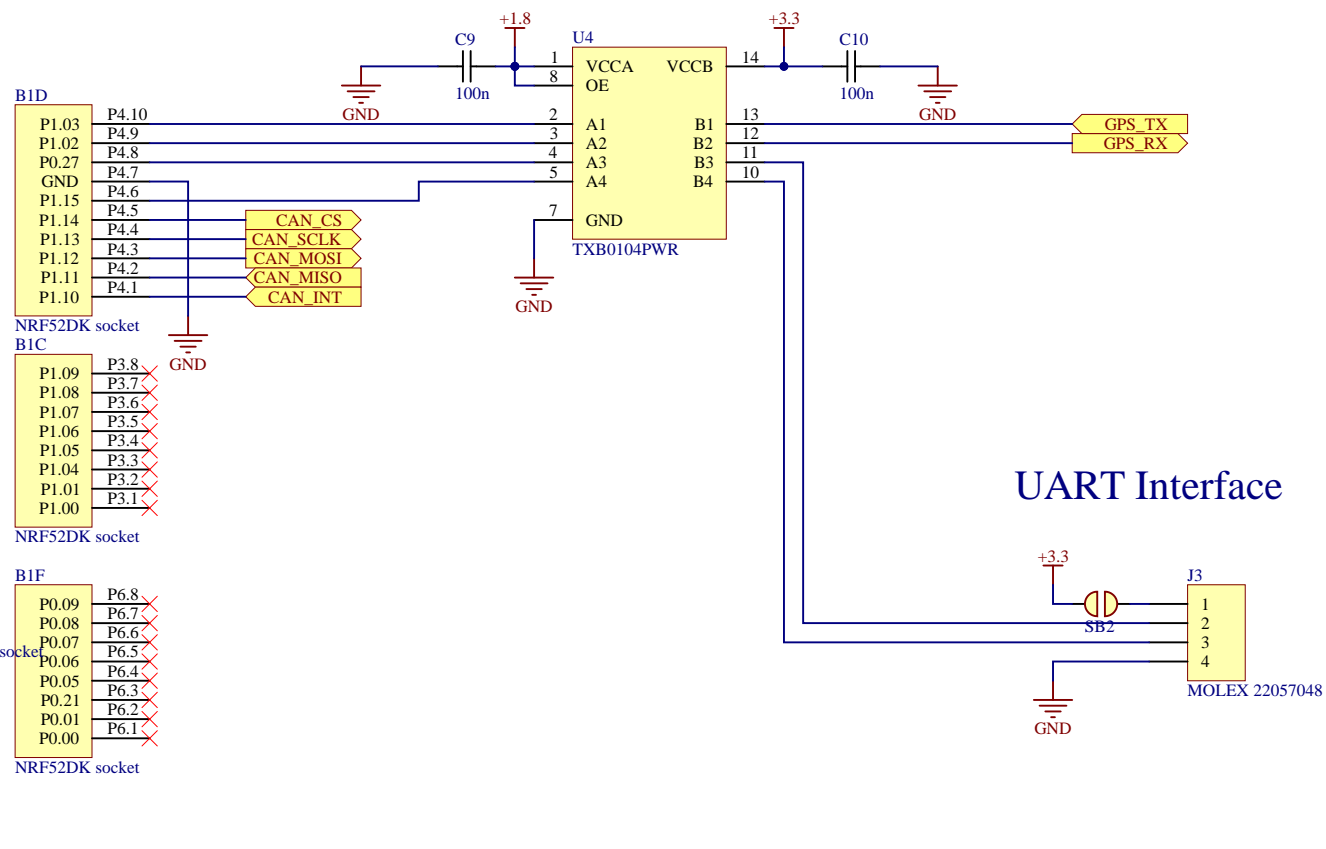 +1.8
+3.3
C9
U4
C10
1
VCCA
VCCB
14
8
OE
100n
100n
GND
GND
B1D
P1.03
P4.10
2
A1
B1
13
GPS_TX
P1.02
P4.9
3
A2
B2
12
GPS_RX
P0.27
P4.8
4
A3
B3
11
GND
P4.7
5
A4
B4
10
P1.15
P4.6
P1.14
P4.5
CAN_CS
7
GND
P1.13
P4.4
CAN_SCLK
P1.12
P4.3
CAN_MOSI
TXB0104PWR
P1.11
P4.2
CAN_MISO
P1.10
P4.1
CAN_INT
GND
NRF52DK socket
GND
B1C
P1.09
P3.8
P1.08
P3.7
P1.07
P3.6
P1.06
P3.5
P1.05
P3.4
P1.04
P3.3
P1.01
P3.2
P1.00
P3.1
NRF52DK socket
UART Interface
B1F
P0.09
P6.8
P0.08
P6.7
P0.07
P6.6
socket
P0.06
P6.5
P0.05
P6.4
P0.21
P6.3
P0.01
P6.2
P0.00
P6.1
NRF52DK socket
+3.3
J3
SB2
1
2
3
4
MOLEX 22057048
GND